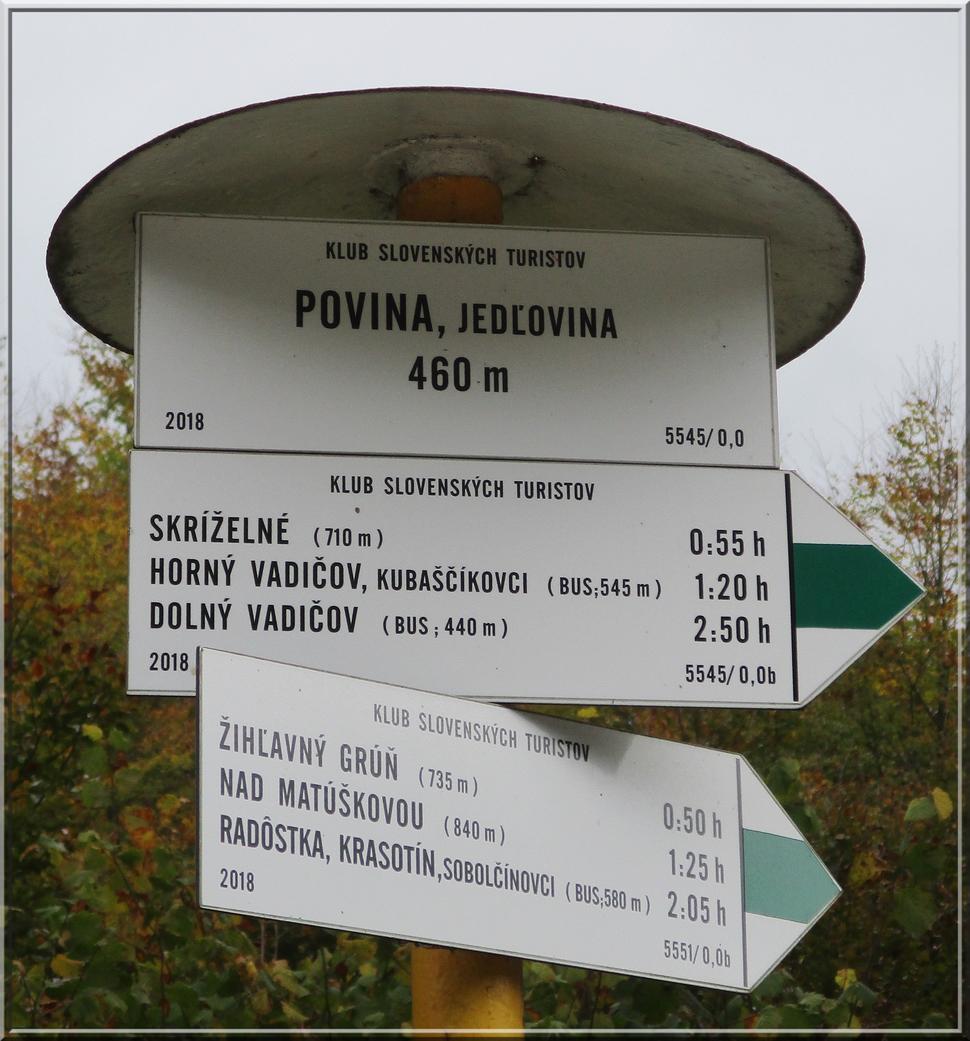 KLUB SLOVENSKÝCH TURISTOV
POVINA, JEDĽOVINA
460 m
2018 5545/0,0
KLUB SLOVENSKÝCH TURISTOV
SKRÍŽELNÉ (710 m) 0:55 h
HORNÝ VADIČOV, KUBAŠČÍKOVCI (BUS;545 m) 1:20 h
DOLNÝ VADIČOV (BUS; 440 m) 2:50 h
2018 5545/0,0b
KLUB SLOVENSKÝCH TURISTOV
ŽIHĽAVNÝ GRÚŇ (735 m) 0:50 h
NAD MATÚŠKOVOU (840 m) 1:25 h
RADÔSTKA, KRASOTÍN,SOBOLČÍNOVCI (BUS;580 m) 2:05 h
2018 5551/0,0b